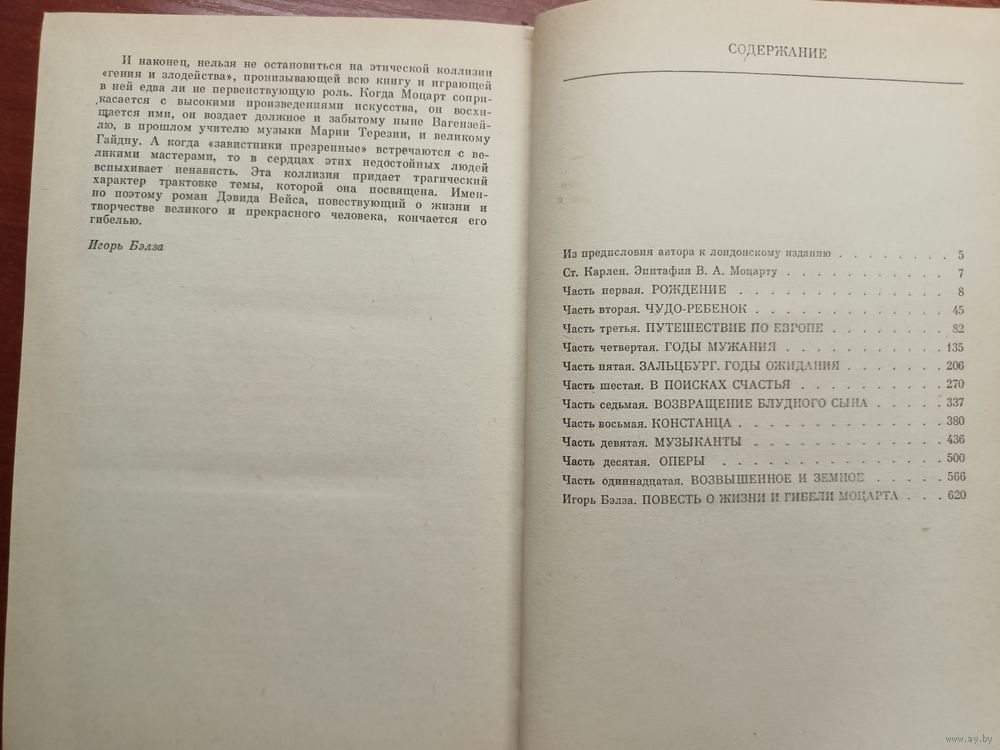 И наконец, нельзя не остановиться на этической коллизии
«гения и злодейства», пронизывающей всю книгу и играющей
в ней едва ли не первенствующую роль. Когда Моцарт сопри-
касается с высокими произведениями искусства, он восхи-
щается ими, он воздает должное и забытому ныне Вагензей-
лю, в прошлом учителю музыки Марии Терезии, и великому
Гайдну. А когда «завистники презренные» встречаются с ве-
ликими мастерами, то в сердцах этих недостойных людей
вспыхивает ненависть. Эта коллизия придает трагический
характер трактовке темы, которой она посвящена. Имен-
но поэтому роман Дэвида Вейса, повествующий о жизни и
творчестве великого и прекрасного человека, кончается его
гибелью.
Игорь Бэлза
СОДЕРЖАНИЕ
Из предисловия автора к лондонскому изданию . . . . . . . 5
Ст. Карлен. Эпитафия В. А. Моцарту . . . . . . . . . . . 7
Часть первая. РОЖДЕНИЕ . . . . . . . . . . . . . . 8
Часть вторая. ЧУДО-РЕБЕНОК . . . . . . . . . . . . . 45
Часть третья. ПУТЕШЕСТВИЕ ПО ЕВРОПЕ . . . . . . . . 82
Часть четвертая. ГОДЫ МУЖАНИЯ . . . . . . . . . . . 135
Часть пятая. ЗАЛЬЦБУРГ. ГОДЫ ОЖИДАНИЯ . . . . . . . 206
Часть шестая. В ПОИСКАХ СЧАСТЬЯ . . . . . . . . . . 270
Часть седьмая. ВОЗВРАЩЕНИЕ БЛУДНОГО СЫНА . . . . . 337
Часть восьмая. КОНСТАНЦА . . . . . . . . . . . . . . 380
Часть девятая. МУЗЫКАНТЫ . . . . . . . . . . . . . 436
Часть десятая. ОПЕРЫ . . . . . . . . . . . . . . . 500
Часть одиннадцатая. ВОЗВЫШЕННОЕ И ЗЕМНОЕ . . . . . 566
Игорь Бэлза. ПОВЕСТЬ О ЖИЗНИ И ГИБЕЛИ МОЦАРТА . . . 620
www.ay.by